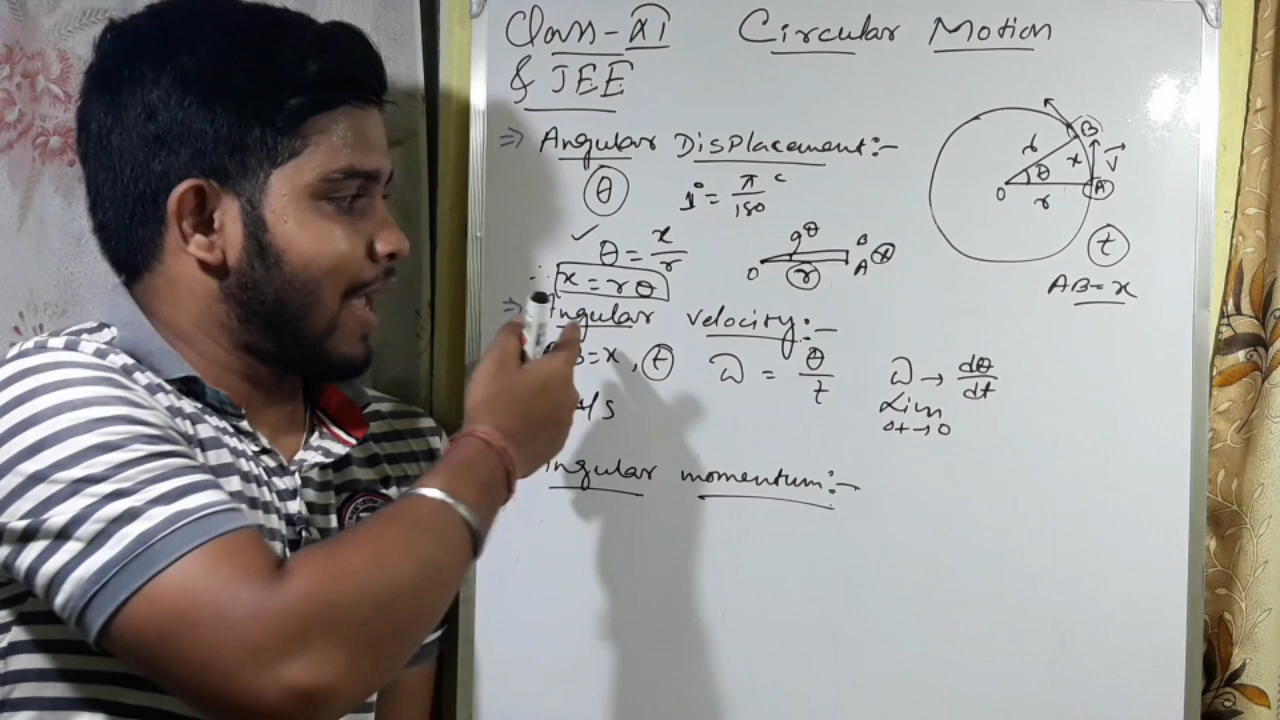 Class-XI Circular Motion
& JEE
⇒ Angular Displacement:-
θ 1° = π/180 c
✓ θ = x/r
∴ x = rθ
O θ r B A x
B V⃗ r θ x O r A
t
AB = x
⇒ Angular velocity:-
B = x, t ω = θ/t ω → dθ/dt
/s Lim Δt→0
ngular momentum:-